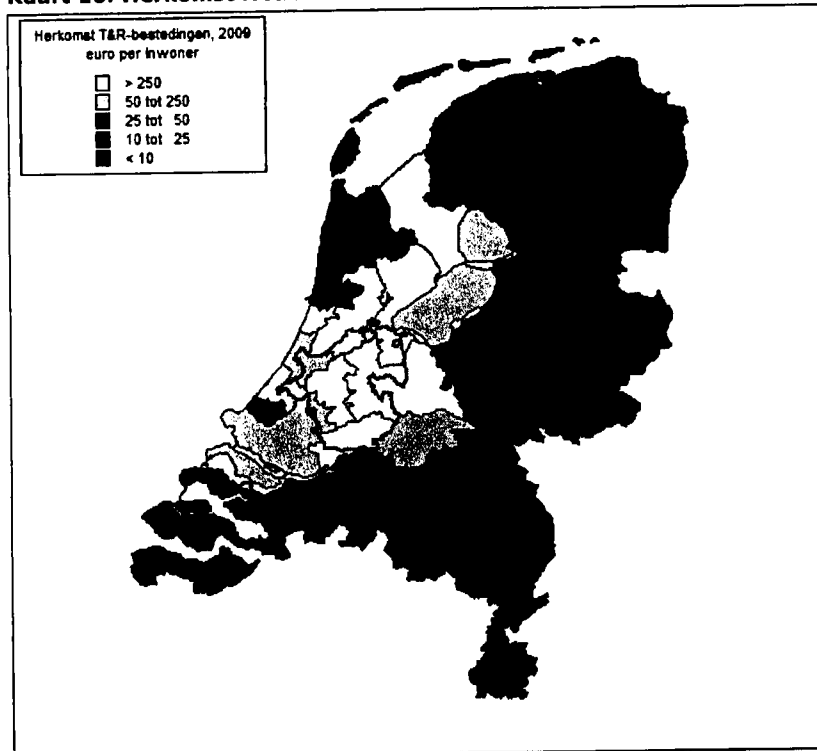 Herkomst T&R-bestedingen, 2009
euro per inwoner
> 250
50 tot 250
25 tot 50
10 tot 25
< 10